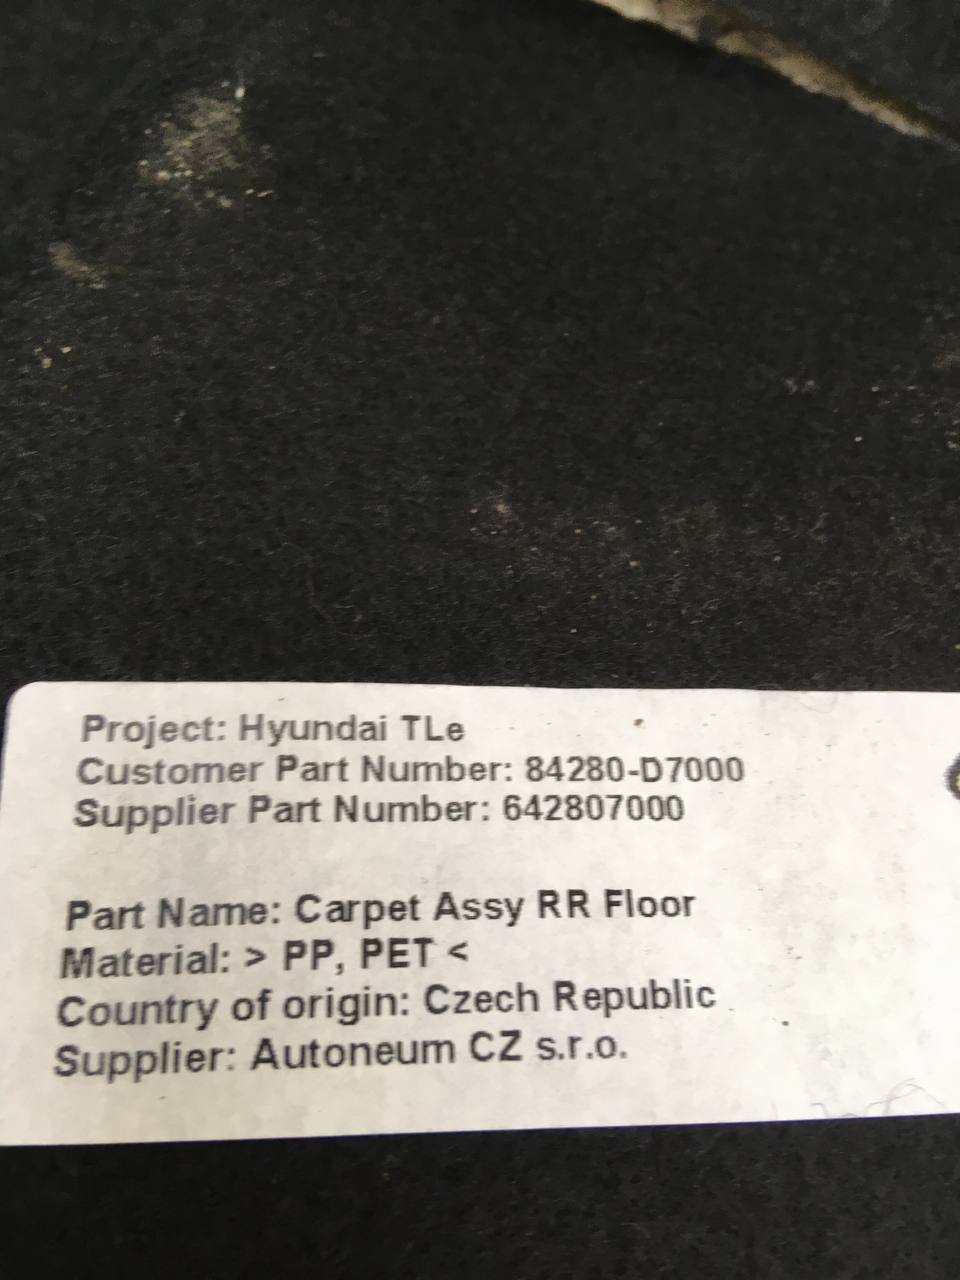 Project: Hyundai TLe
Customer Part Number: 84280-D7000
Supplier Part Number: 642807000
Part Name: Carpet Assy RR Floor
Material: > PP, PET <
Country of origin: Czech Republic
Supplier: Autoneum CZ s.r.o.